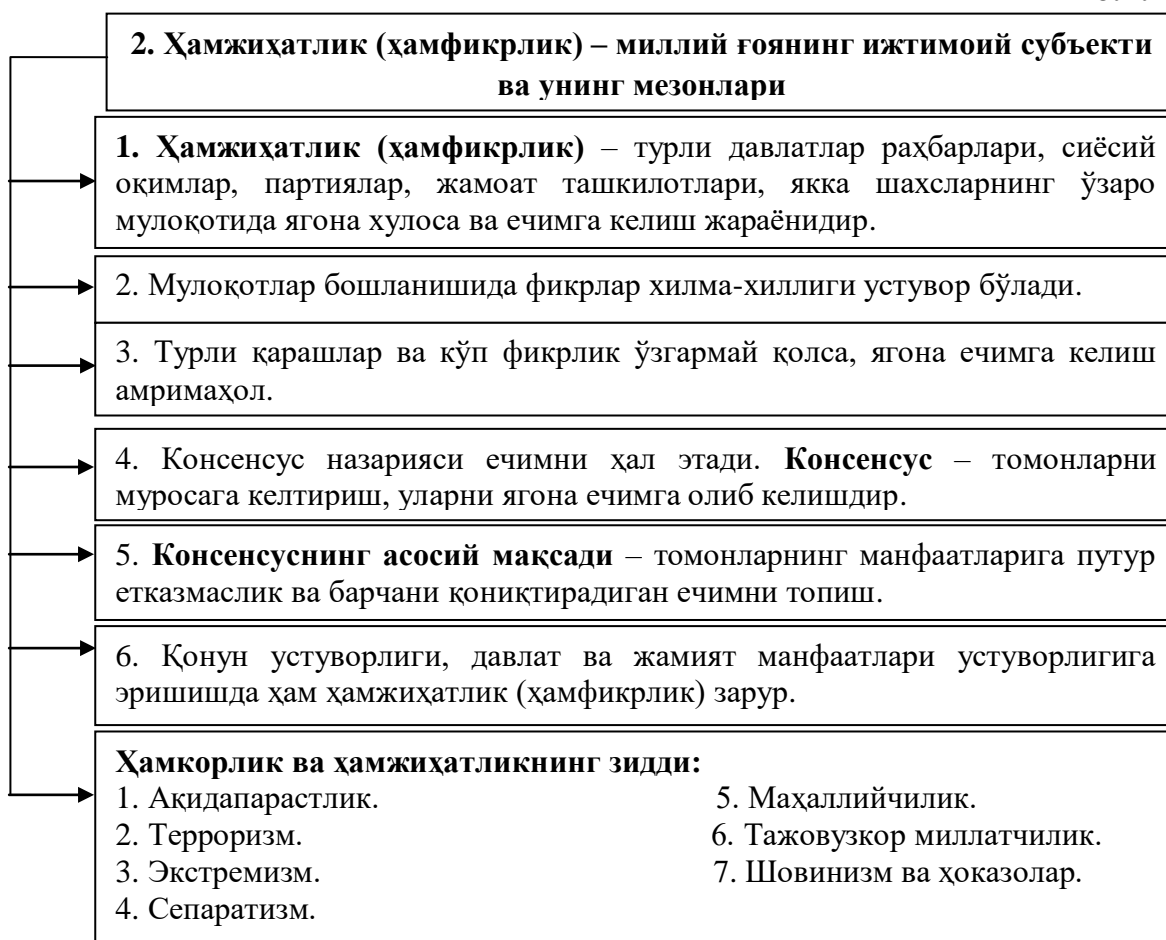 2. Ҳамжиҳатлик (ҳамфикрлик) – миллий ғоянинг ижтимоий субъекти
ва унинг мезонлари
1. Ҳамжиҳатлик (ҳамфикрлик) – турли давлатлар раҳбарлари, сиёсий
оқимлар, партиялар, жамоат ташкилотлари, якка шахсларнинг ўзаро
мулоқотида ягона хулоса ва ечимга келиш жараёнидир.
2. Мулоқотлар бошланишида фикрлар хилма-хиллиги устувор бўлади.
3. Турли қарашлар ва кўп фикрлик ўзгармай қолса, ягона ечимга келиш
амримаҳол.
4. Консенсус назарияси ечимни ҳал этади. Консенсус – томонларни
муросага келтириш, уларни ягона ечимга олиб келишдир.
5. Консенсуснинг асосий мақсади – томонларнинг манфаатларига путур
етказмаслик ва барчани қониқтирадиган ечимни топиш.
6. Қонун устуворлиги, давлат ва жамият манфаатлари устуворлигига
эришишда ҳам ҳамжиҳатлик (ҳамфикрлик) зарур.
Ҳамкорлик ва ҳамжиҳатликнинг зидди:
1. Ақидапарастлик.
2. Терроризм.
3. Экстремизм.
4. Сепаратизм.
5. Маҳаллийчилик.
6. Тажовузкор миллатчилик.
7. Шовинизм ва ҳоказолар.